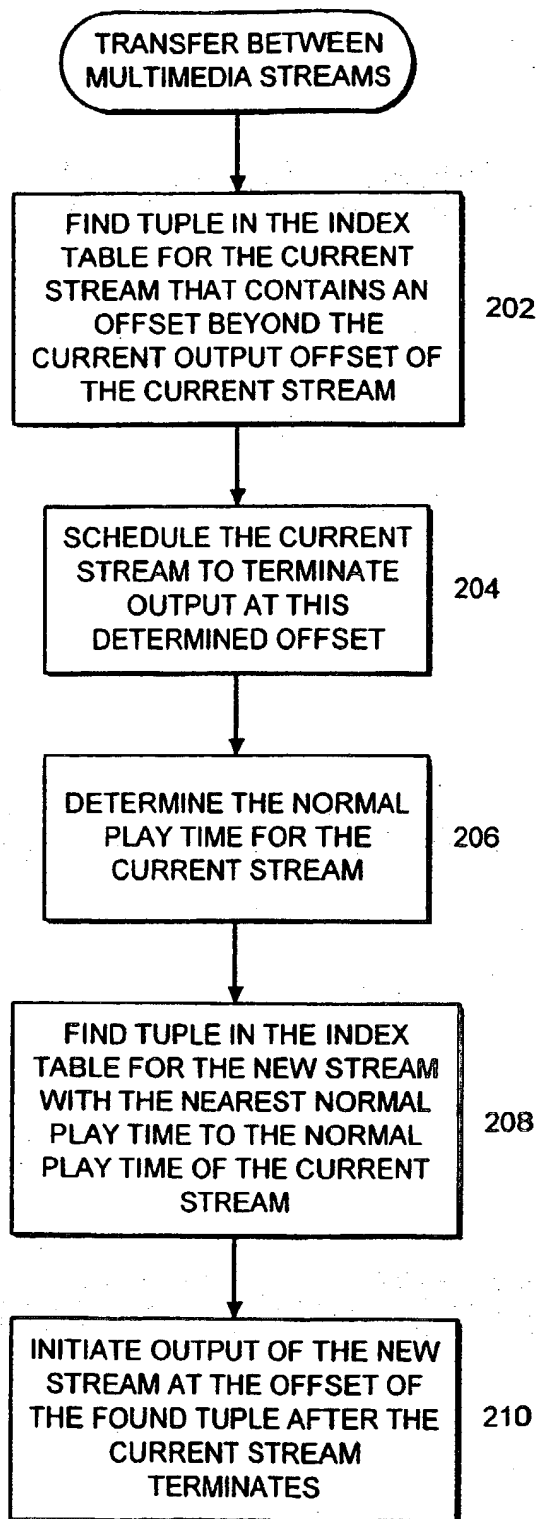 TRANSFER BETWEEN
MULTIMEDIA STREAMS
FIND TUPLE IN THE INDEX
TABLE FOR THE CURRENT
STREAM THAT CONTAINS AN
OFFSET BEYOND THE
CURRENT OUTPUT OFFSET OF
THE CURRENT STREAM
202
SCHEDULE THE CURRENT
STREAM TO TERMINATE
OUTPUT AT THIS
DETERMINED OFFSET
204
DETERMINE THE NORMAL
PLAY TIME FOR THE
CURRENT STREAM
206
FIND TUPLE IN THE INDEX
TABLE FOR THE NEW STREAM
WITH THE NEAREST NORMAL
PLAY TIME TO THE NORMAL
PLAY TIME OF THE CURRENT
STREAM
208
INITIATE OUTPUT OF THE NEW
STREAM AT THE OFFSET OF
THE FOUND TUPLE AFTER THE
CURRENT STREAM
TERMINATES
210